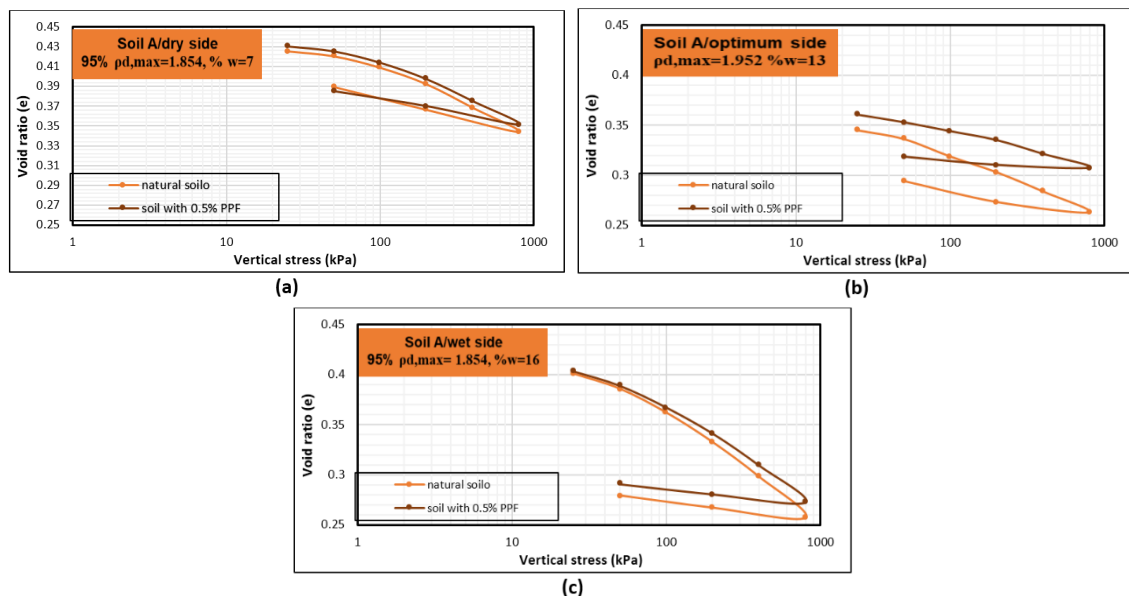 (a)
Soil A/dry side
95% ρd,max=1.854, % w=7
Void ratio (e)
0.45
0.43
0.41
0.39
0.37
0.35
0.33
0.31
0.29
0.27
0.25
natural soilo
soil with 0.5% PPF
1
10
100
1000
Vertical stress (kPa)
(a)
Soil A/optimum side
ρd,max=1.952 %w=13
Void ratio (e)
0.45
0.4
0.35
0.3
0.25
natural soilo
soil with 0.5% PPF
1
10
100
1000
Vertical stress (kPa)
(b)
Soil A/wet side
95% ρd,max= 1.854, %w=16
Void ratio (e)
0.45
0.4
0.35
0.3
0.25
natural soilo
soil with 0.5% PPF
1
10
100
1000
Vertical stress (kPa)
(c)